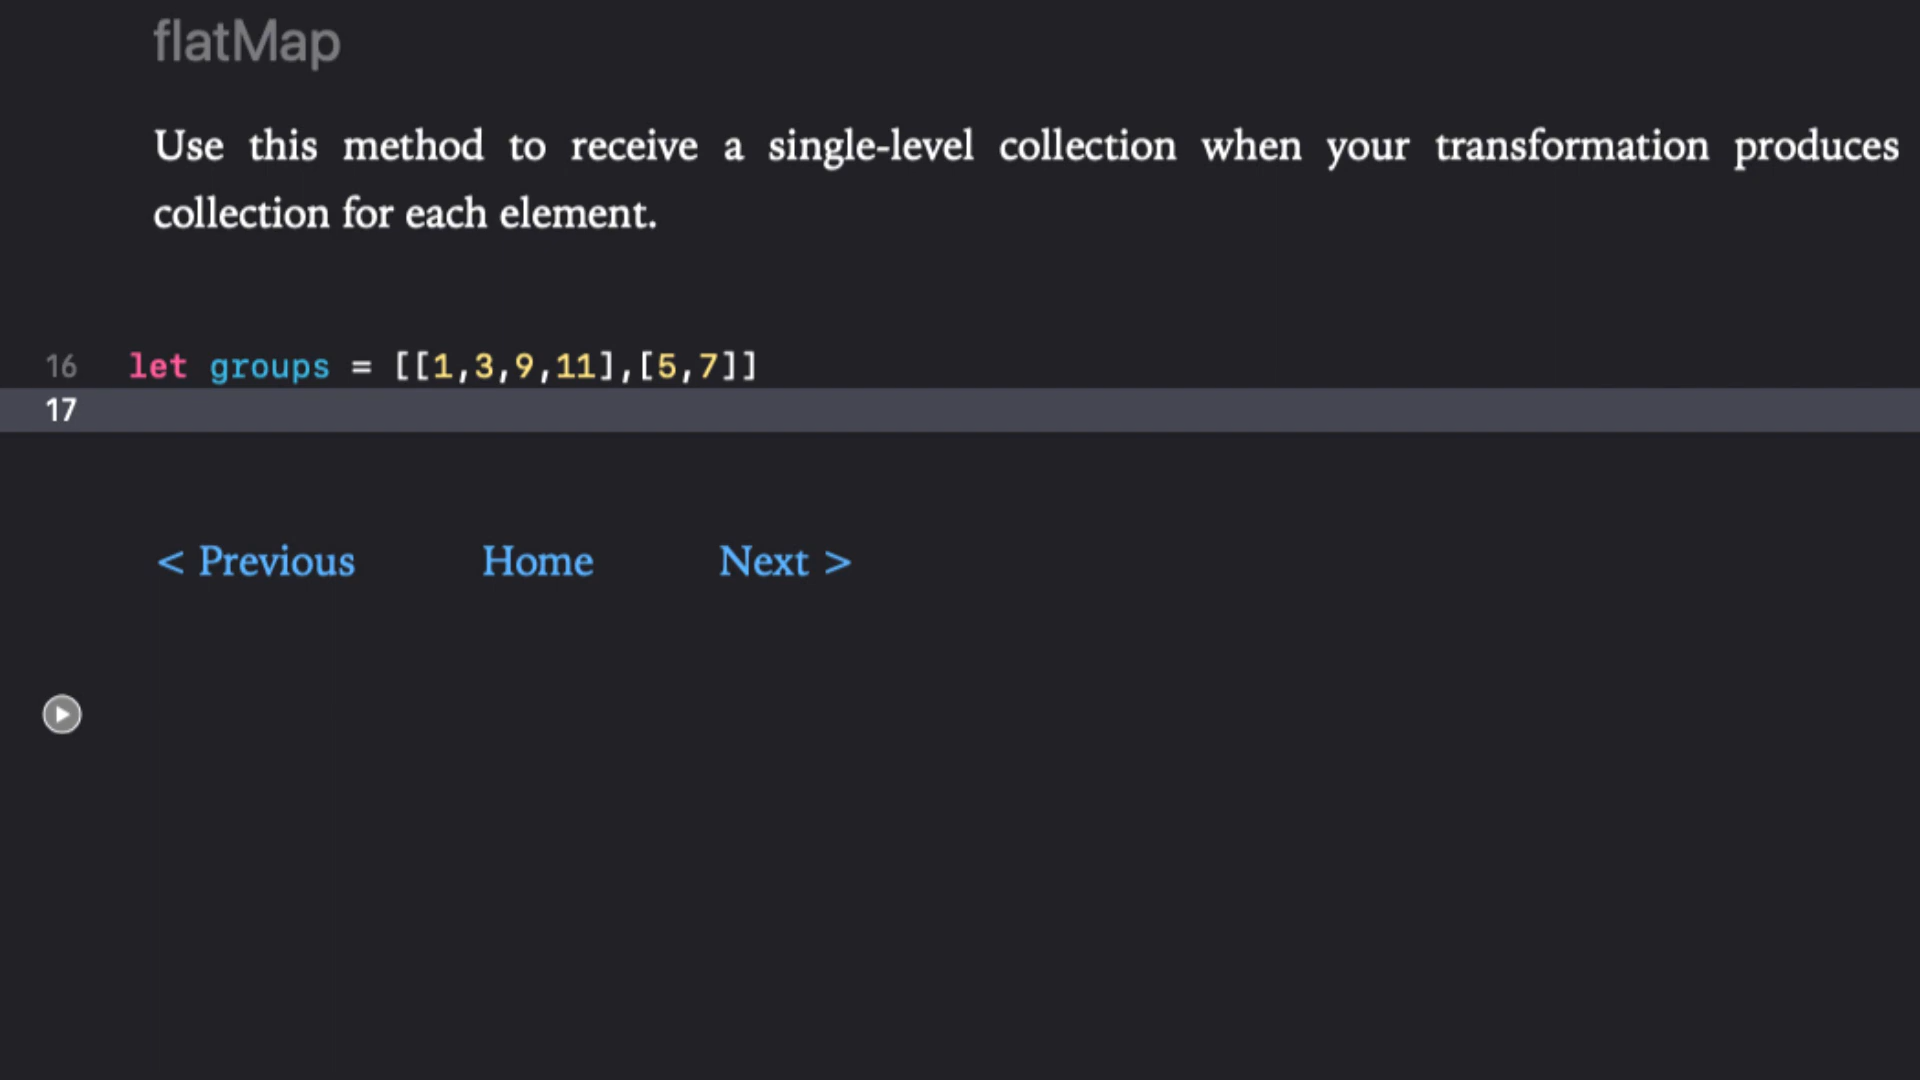 flatMap
Use this method to receive a single-level collection when your transformation produces
collection for each element.
16 let groups = [[1,3,9,11],[5,7]]
17
< Previous Home Next >